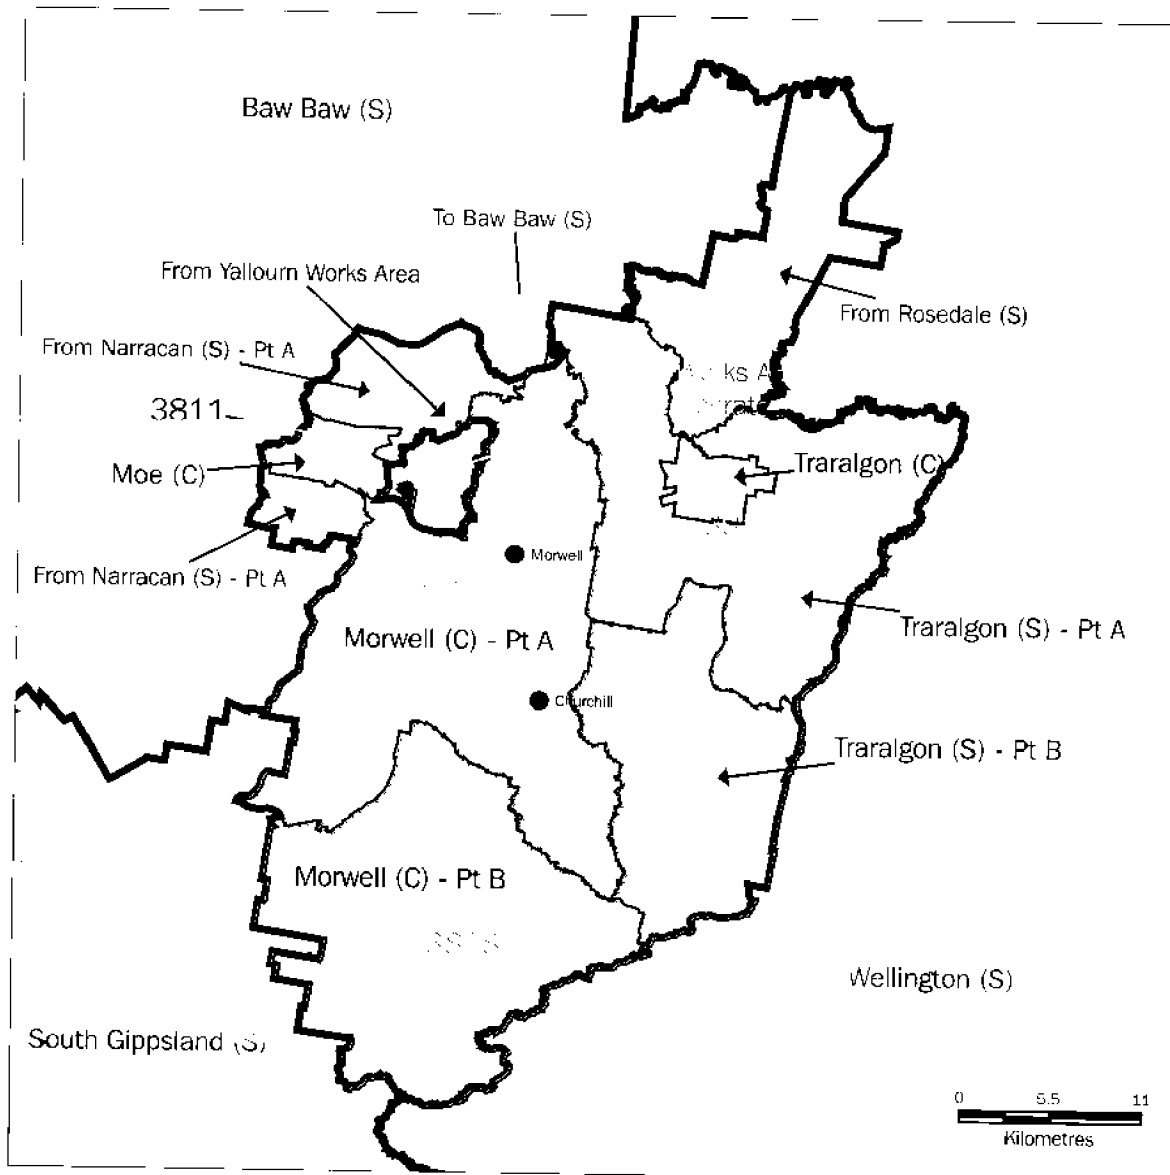 Baw Baw (S)
To Baw Baw (S)
From Yallourn Works Area
From Rosedale (S)
From Narracan (S) - Pt A
3811
Traralgon (C)
Moe (C)
Morwell
From Narracan (S) - Pt A
Traralgon (S) - Pt A
Morwell (C) - Pt A
Churchill
Traralgon (S) - Pt B
Morwell (C) - Pt B
Wellington (S)
South Gippsland (S)
0 5.5 11
Kilometres